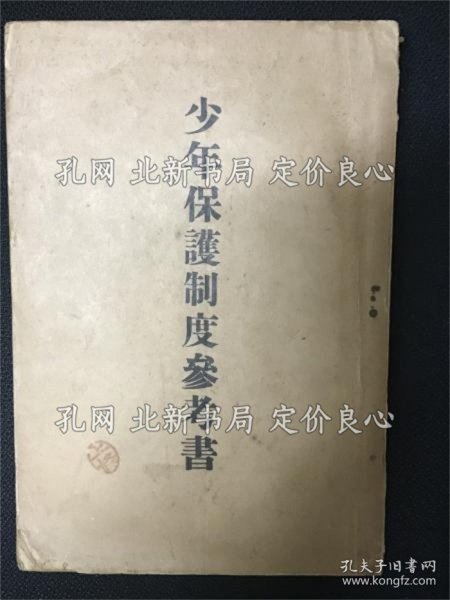 少年保護制度參考書
孔网 北新书局 定价良心
孔网 北新书局 定价良心
孔夫子旧书网
www.kongfz.com